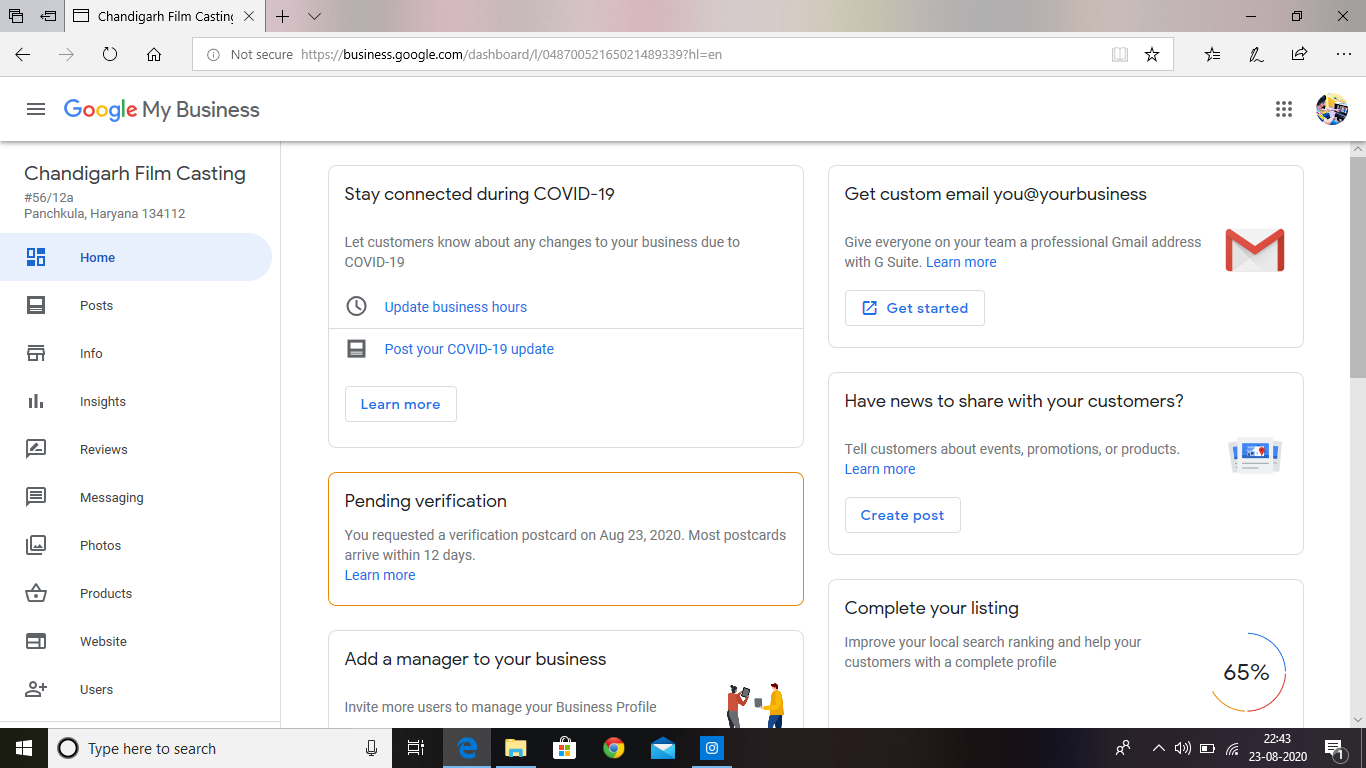 Chandigarh Film Casting
Not secure https://business.google.com/dashboard/l/04870052165021489339?hl=en
Google My Business
Chandigarh Film Casting
#56/12a
Panchkula, Haryana 134112
Home
Posts
Info
Insights
Reviews
Messaging
Photos
Products
Website
Users
Stay connected during COVID-19
Let customers know about any changes to your business due to
COVID-19
Update business hours
Post your COVID-19 update
Learn more
Pending verification
You requested a verification postcard on Aug 23, 2020. Most postcards
arrive within 12 days.
Learn more
Add a manager to your business
Invite more users to manage your Business Profile
Get custom email you@yourbusiness
Give everyone on your team a professional Gmail address
with G Suite. Learn more
Get started
Have news to share with your customers?
Tell customers about events, promotions, or products.
Learn more
Create post
Complete your listing
Improve your local search ranking and help your
customers with a complete profile
65%
Type here to search
22:43
23-08-2020
1